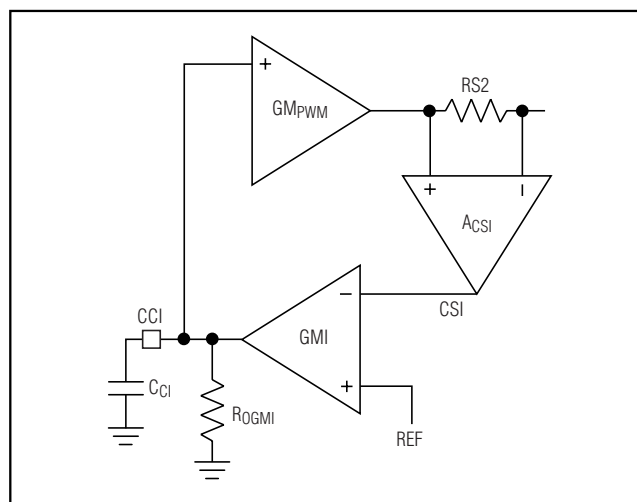 +
GMPWM
RS2
+
−
ACSI
CSI
−
GMI
+
REF
CCI
CCI
ROGMI